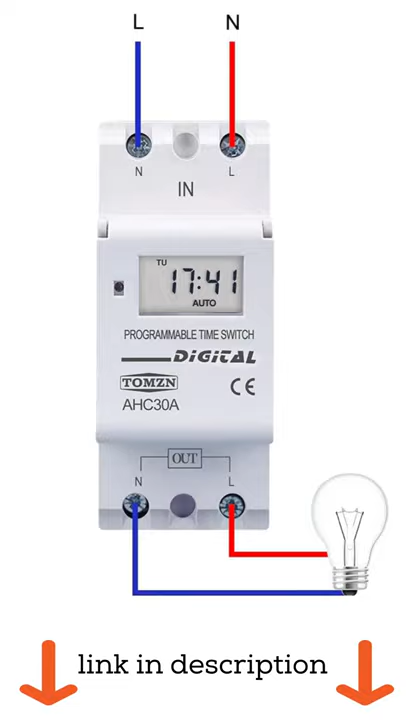 L N
N L
IN
TU
17:41
AUTO
PROGRAMMABLE TIME SWITCH
DIGITAL
TOMZN
CE
AHC30A
OUT
N L
link in description